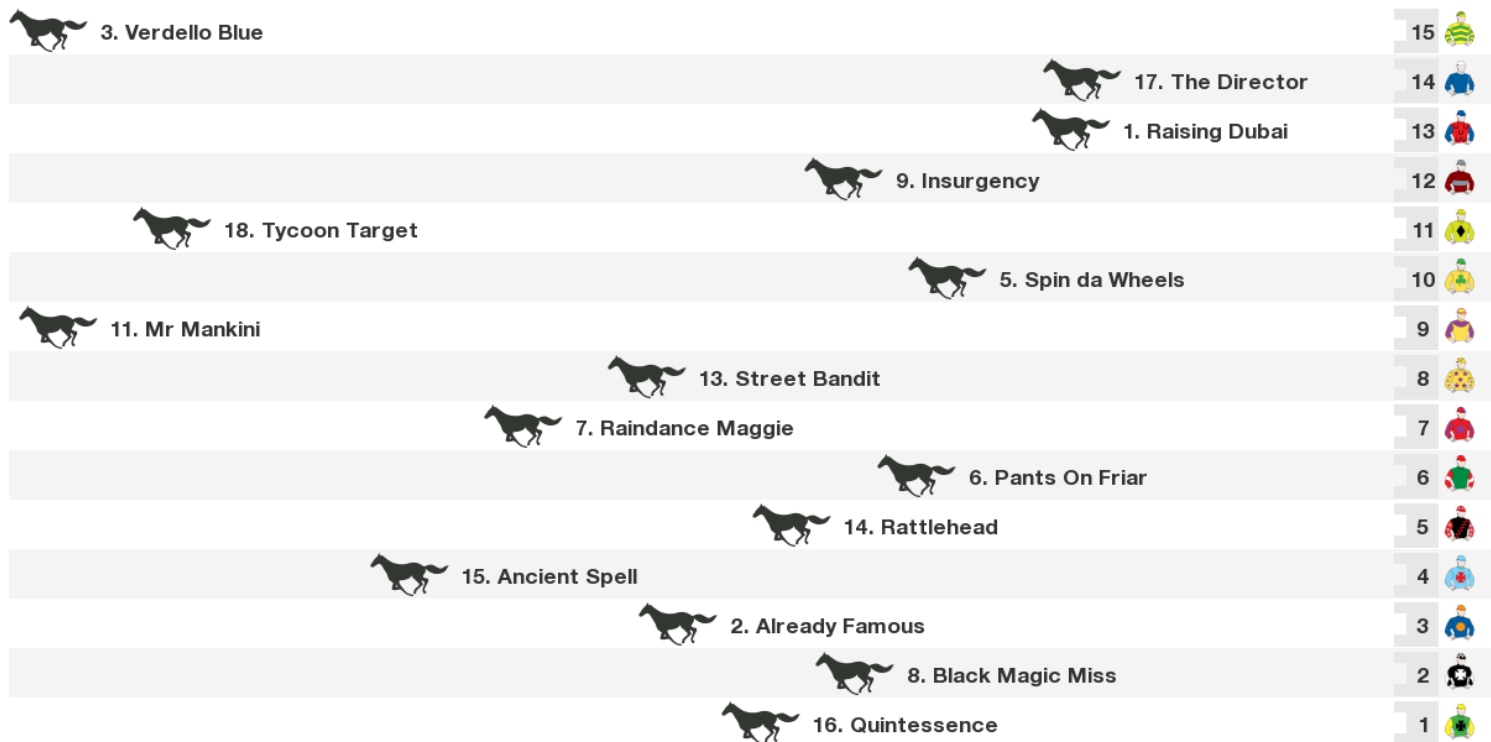 3. Verdello Blue 15
17. The Director 14
1. Raising Dubai 13
9. Insurgency 12
18. Tycoon Target 11
5. Spin da Wheels 10
11. Mr Mankini 9
13. Street Bandit 8
7. Raindance Maggie 7
6. Pants On Friar 6
14. Rattlehead 5
15. Ancient Spell 4
2. Already Famous 3
8. Black Magic Miss 2
16. Quintessence 1